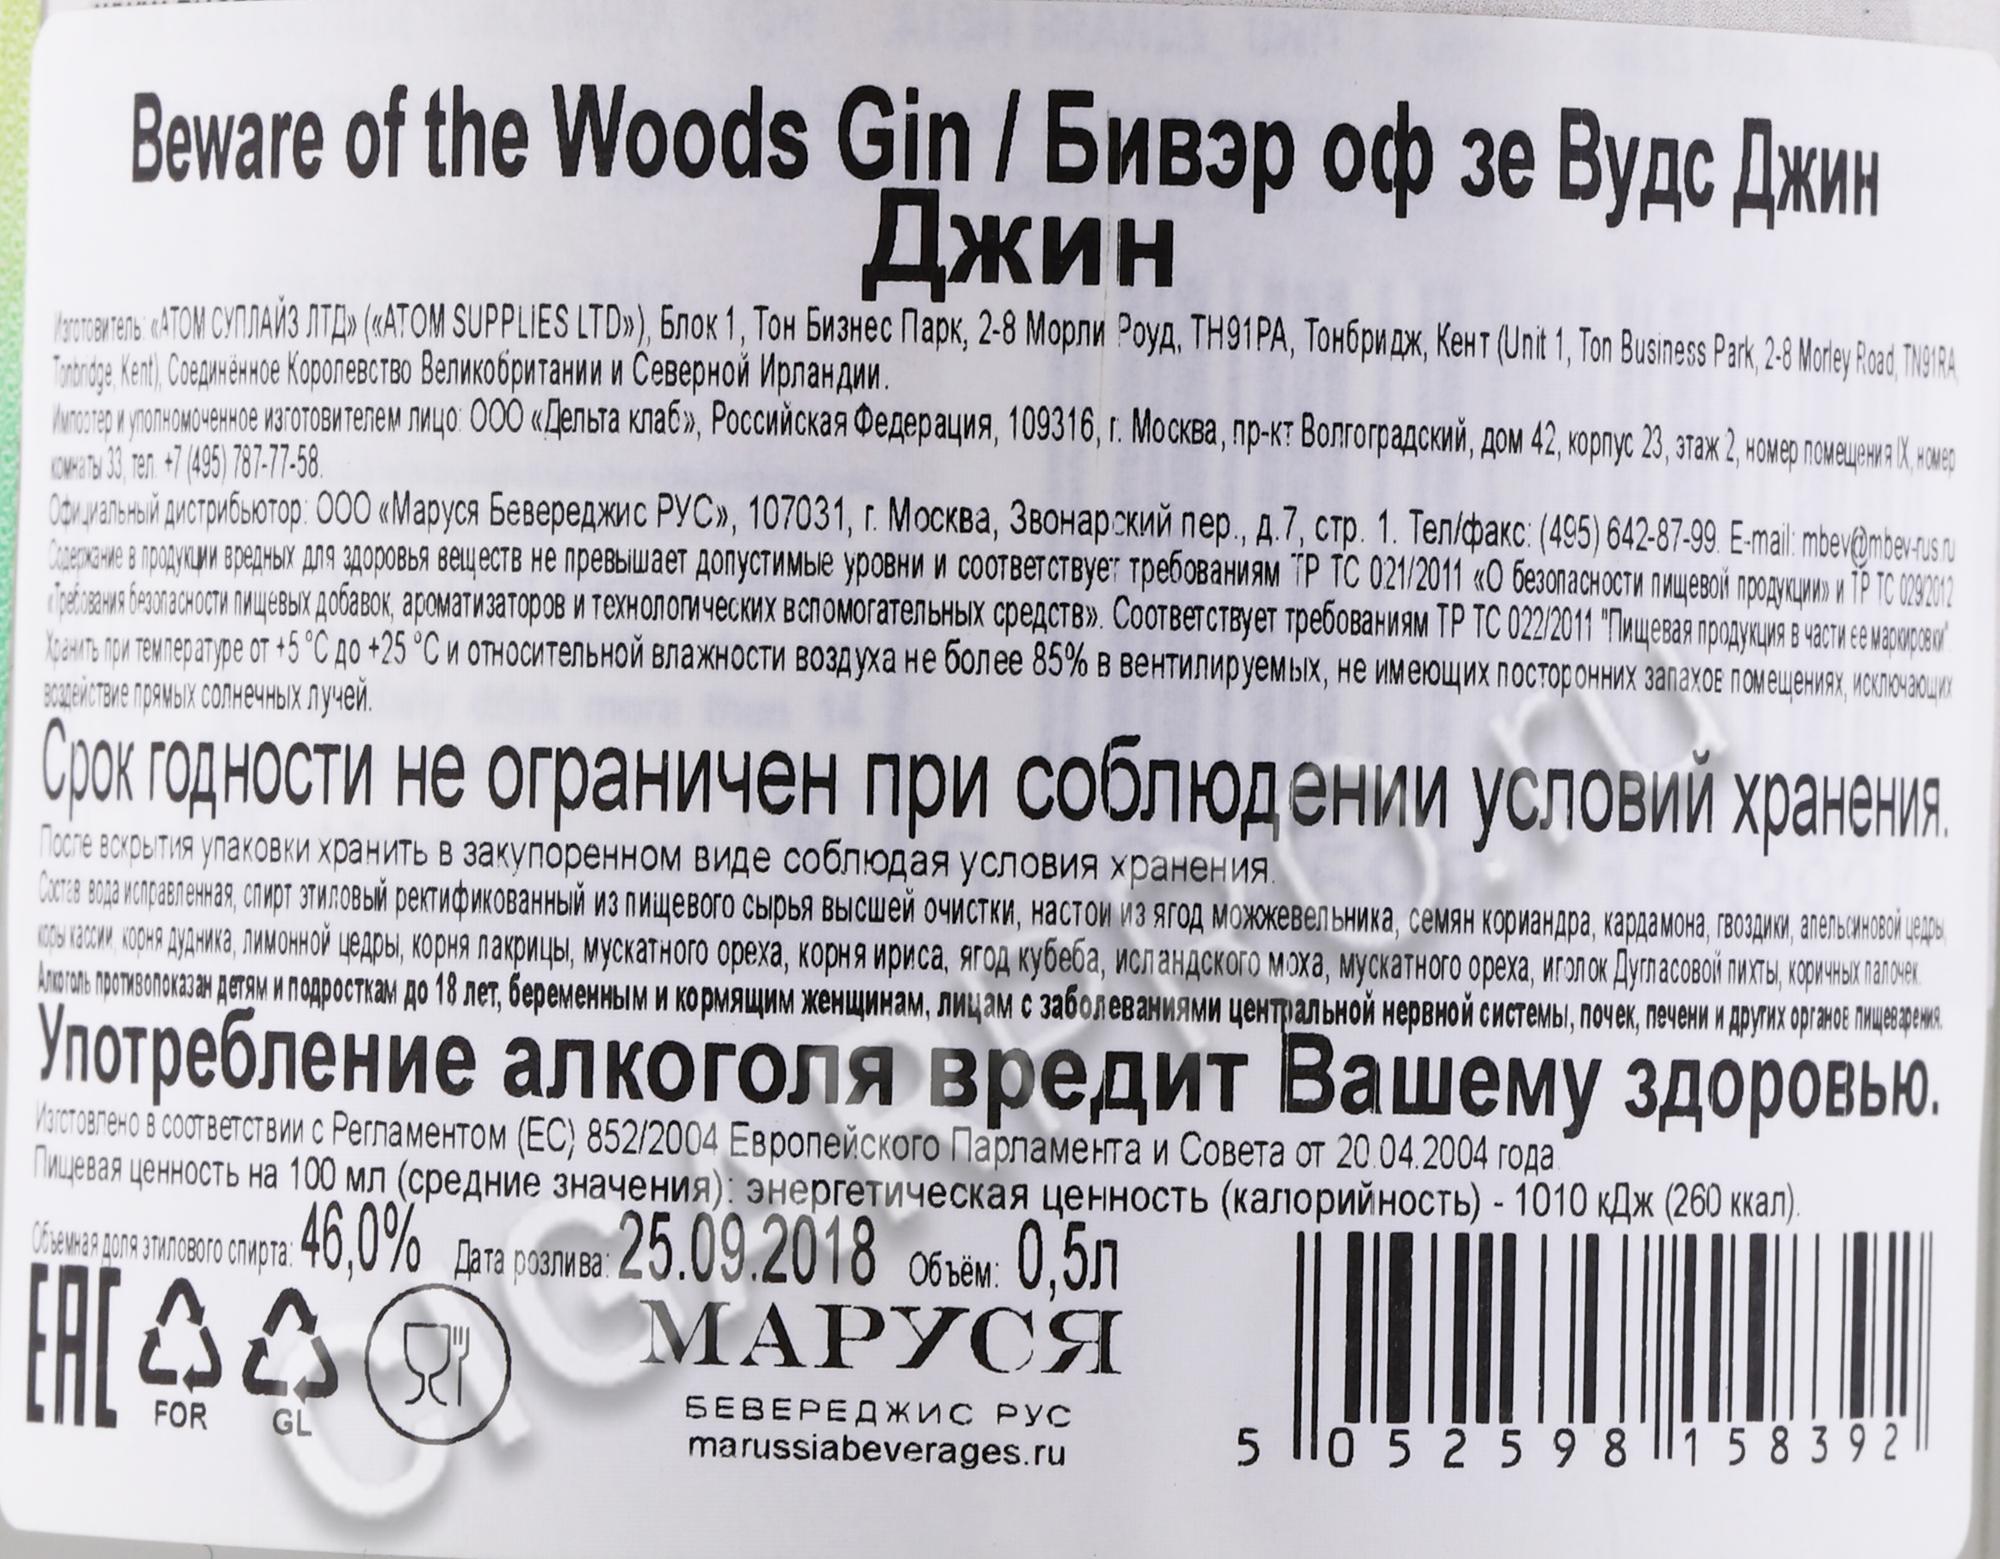 Beware of the Woods Gin / Бивэр оф зе Вудс Джин
Джин
Изготовитель: «АТОМ СУПЛАЙЗ ЛТД» («ATOM SUPPLIES LTD»), Блок 1, Тон Бизнес Парк, 2-8 Морли Роуд, ТН91РА, Тонбридж, Кент (Unit 1, Ton Business Park, 2-8 Morley Road, TN91RA,
Tonbridge, Kent), Соединённое Королевство Великобритании и Северной Ирландии.
Импортер и уполномоченное изготовителем лицо: ООО «Дельта клаб», Российская Федерация, 109316, г. Москва, пр-кт Волгоградский, дом 42, корпус 23, этаж 2, номер помещения IX, номер
комнаты 33, тел. +7 (495) 787-77-58.
Официальный дистрибьютор: ООО «Маруся Бевереджис РУС», 107031, г. Москва, Звонарский пер., д.7, стр. 1. Тел/факс: (495) 642-87-99. E-mail: mbev@mbev-rus.ru
Содержание в продукции вредных для здоровья веществ не превышает допустимые уровни и соответствует требованиям ТР ТС 021/2011 «О безопасности пищевой продукции» и ТР ТС 029/2012
«Требования безопасности пищевых добавок, ароматизаторов и технологических вспомогательных средств». Соответствует требованиям ТР ТС 022/2011 "Пищевая продукция в части ее маркировки".
Хранить при температуре от +5 °С до +25 °С и относительной влажности воздуха не более 85% в вентилируемых, не имеющих посторонних запахов помещениях, исключающих
воздействие прямых солнечных лучей.
Срок годности не ограничен при соблюдении условий хранения.
После вскрытия упаковки хранить в закупоренном виде соблюдая условия хранения.
Состав: вода исправленная, спирт этиловый ректификованный из пищевого сырья высшей очистки, настои из ягод можжевельника, семян кориандра, кардамона, гвоздики, апельсиновой цедры,
коры кассии, корня дудника, лимонной цедры, корня лакрицы, мускатного ореха, корня ириса, ягод кубеба, исландского моха, мускатного ореха, иголок Дугласовой пихты, коричных палочек.
Алкоголь противопоказан детям и подросткам до 18 лет, беременным и кормящим женщинам, лицам с заболеваниями центральной нервной системы, почек, печени и других органов пищеварения.
Употребление алкоголя вредит Вашему здоровью.
Изготовлено в соответствии с Регламентом (ЕС) 852/2004 Европейского Парламента и Совета от 20.04.2004 года.
Пищевая ценность на 100 мл (средние значения): энергетическая ценность (калорийность) - 1010 кДж (260 ккал).
Объемная доля этилового спирта: 46,0% Дата розлива: 25.09.2018 Объём: 0,5л
EAC FOR GL
МАРУСЯ
БЕВЕРЕДЖИС РУС
marussiabeverages.ru
5 052598 158392
CIGARPRO.ru